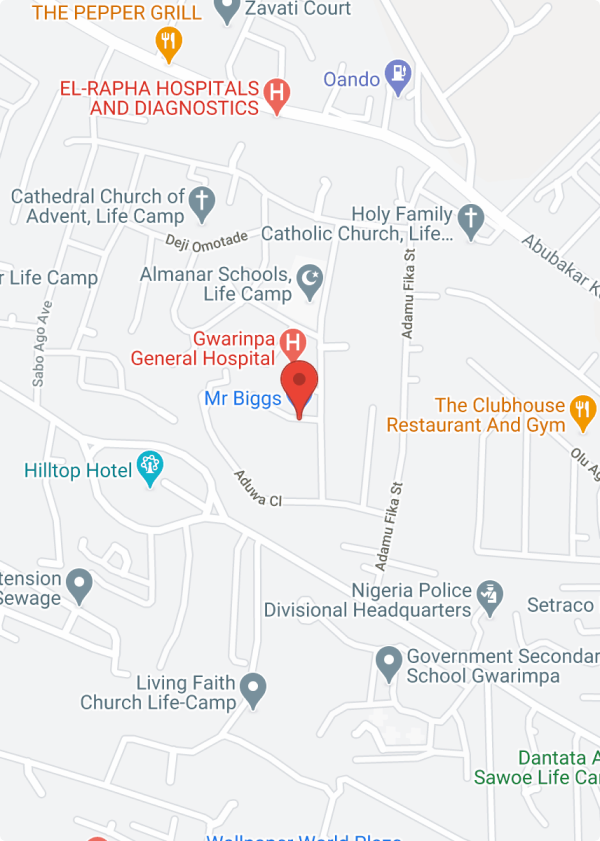 THE PEPPER GRILL
Zavati Court
Oando
EL-RAPHA HOSPITALS
AND DIAGNOSTICS
Cathedral Church of
Advent, Life Camp
Holy Family
Catholic Church, Life...
Deji Omotade
Abubakar K
Almanar Schools,
Life Camp
r Life Camp
Adamu Fika St
Sabo Ago Ave
Gwarinpa
General Hospital
Mr Biggs
The Clubhouse
Restaurant And Gym
Olu Ag
Hilltop Hotel
Aduwa Cl
Adamu Fika St
tension
Sewage
Nigeria Police
Divisional Headquarters
Setraco
Government Secondar
School Gwarimpa
Living Faith
Church Life-Camp
Dantata A
Sawoe Life Ca
Wallpaper World Plaza